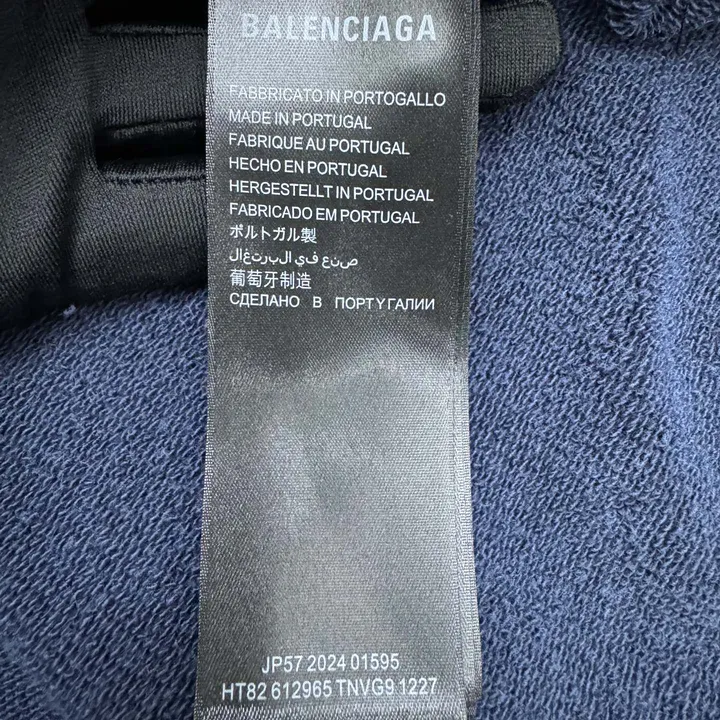 BALENCIAGA
FABBRICATO IN PORTOGALLO
MADE IN PORTUGAL
FABRIQUE AU PORTUGAL
HECHO EN PORTUGAL
HERGESTELLT IN PORTUGAL
FABRICADO EM PORTUGAL
ポルトガル製
صنع في البرتغال
葡萄牙制造
СДЕЛАНО В ПОРТУГАЛИИ
JP57 2024 01595
HT82 612965 TNVG9 1227